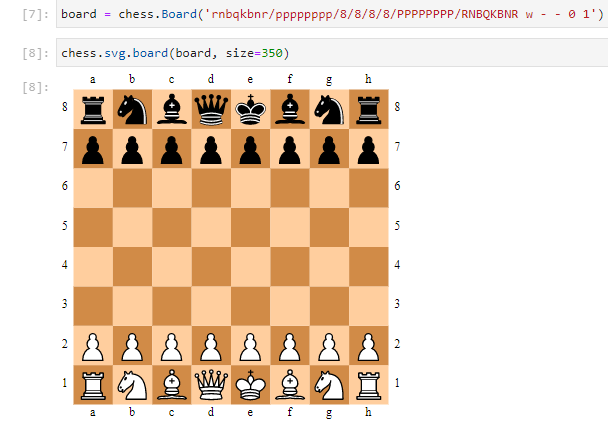 [7]: board = chess.Board('rnbqkbnr/pppppppp/8/8/8/8/PPPPPPPP/RNBQKBNR w - - 0 1')
[8]: chess.svg.board(board, size=350)
[8]:
a b c d e f g h
8 8
7 7
6 6
5 5
4 4
3 3
2 2
1 1
a b c d e f g h